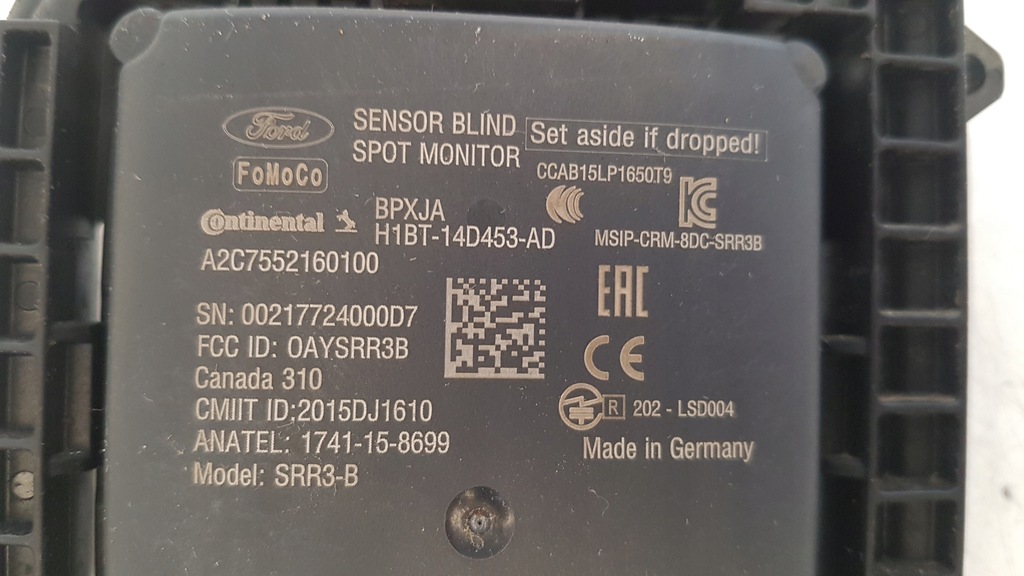 Ford
SENSOR BLIND
SPOT MONITOR
Set aside if dropped!
FoMoCo
CCAB15LP1650T9
Continental
BPXJA
H1BT-14D453-AD
MSIP-CRM-8DC-SRR3B
A2C7552160100
EAC
SN: 00217724000D7
FCC ID: OAYSRR3B
CE
Canada 310
CMIIT ID:2015DJ1610
R 202 - LSD004
ANATEL: 1741-15-8699
Made in Germany
Model: SRR3-B